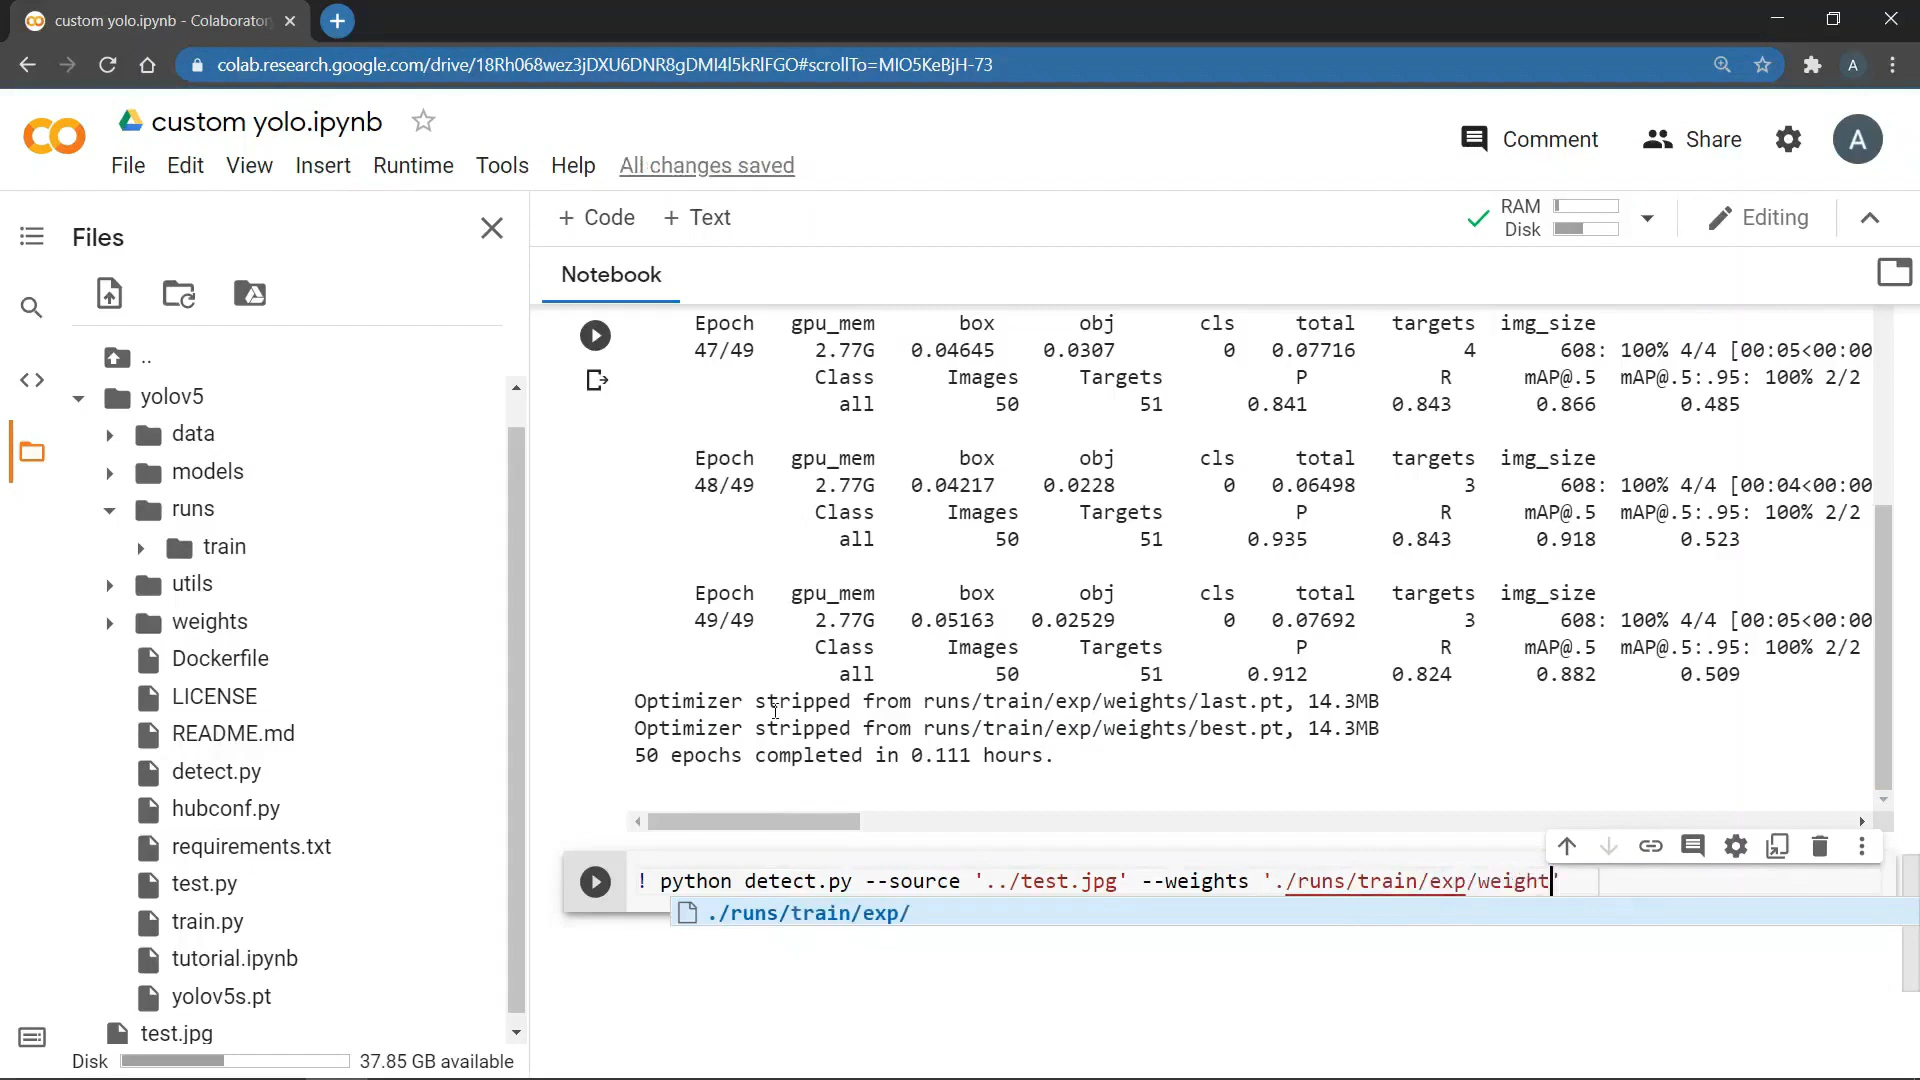 custom yolo.ipynb - Colaborator
colab.research.google.com/drive/18Rh068wez3jDXU6DNR8gDMI4l5kRlFGO#scrollTo=MIO5KeBjH-73
A
custom yolo.ipynb
Comment
Share
A
File Edit View Insert Runtime Tools Help All changes saved
Files
+ Code + Text
RAM
Disk
Editing
Notebook
..
yolov5
data
models
runs
train
utils
weights
Dockerfile
LICENSE
README.md
detect.py
hubconf.py
requirements.txt
test.py
train.py
tutorial.ipynb
yolov5s.pt
test.jpg
Disk 37.85 GB available
Epoch gpu_mem box obj cls total targets img_size
47/49 2.77G 0.04645 0.0307 0 0.07716 4 608: 100% 4/4 [00:05<00:00
Class Images Targets P R mAP@.5 mAP@.5:.95: 100% 2/2
all 50 51 0.841 0.843 0.866 0.485
Epoch gpu_mem box obj cls total targets img_size
48/49 2.77G 0.04217 0.0228 0 0.06498 3 608: 100% 4/4 [00:04<00:00
Class Images Targets P R mAP@.5 mAP@.5:.95: 100% 2/2
all 50 51 0.935 0.843 0.918 0.523
Epoch gpu_mem box obj cls total targets img_size
49/49 2.77G 0.05163 0.02529 0 0.07692 3 608: 100% 4/4 [00:05<00:00
Class Images Targets P R mAP@.5 mAP@.5:.95: 100% 2/2
all 50 51 0.912 0.824 0.882 0.509
Optimizer stripped from runs/train/exp/weights/last.pt, 14.3MB
Optimizer stripped from runs/train/exp/weights/best.pt, 14.3MB
50 epochs completed in 0.111 hours.
! python detect.py --source '../test.jpg' --weights './runs/train/exp/weight'
./runs/train/exp/